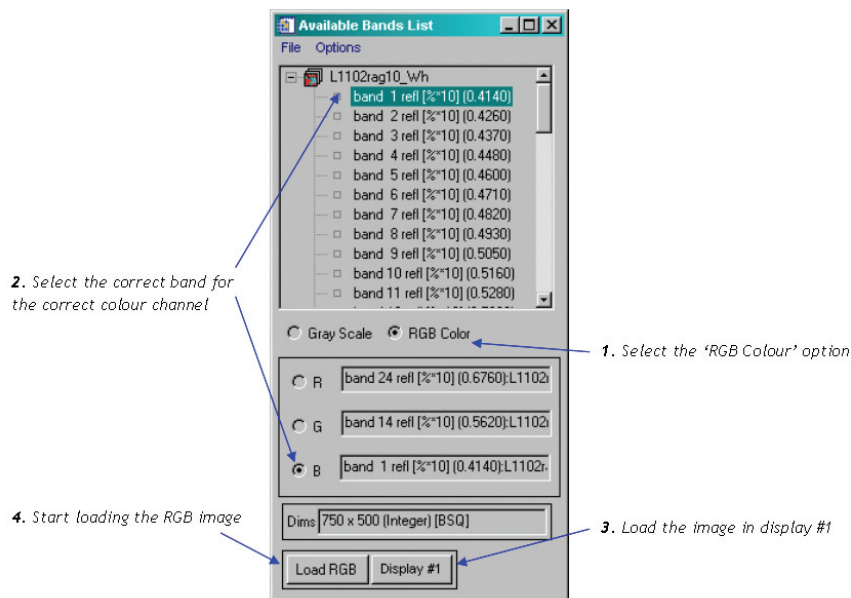 Available Bands List
File Options
L1102rag10_Wh
band 1 refl [%*10] (0.4140)
band 2 refl [%*10] (0.4260)
band 3 refl [%*10] (0.4370)
band 4 refl [%*10] (0.4480)
band 5 refl [%*10] (0.4600)
band 6 refl [%*10] (0.4710)
band 7 refl [%*10] (0.4820)
band 8 refl [%*10] (0.4930)
band 9 refl [%*10] (0.5050)
band 10 refl [%*10] (0.5160)
band 11 refl [%*10] (0.5280)
2. Select the correct band for
the correct colour channel
Gray Scale RGB Color
1. Select the ‘RGB Colour’ option
R band 24 refl [%*10] (0.6760):L1102r
G band 14 refl [%*10] (0.5620):L1102r
B band 1 refl [%*10] (0.4140):L1102r
4. Start loading the RGB image
Dims 750 x 500 (Integer) [BSQ]
3. Load the image in display #1
Load RGB Display #1